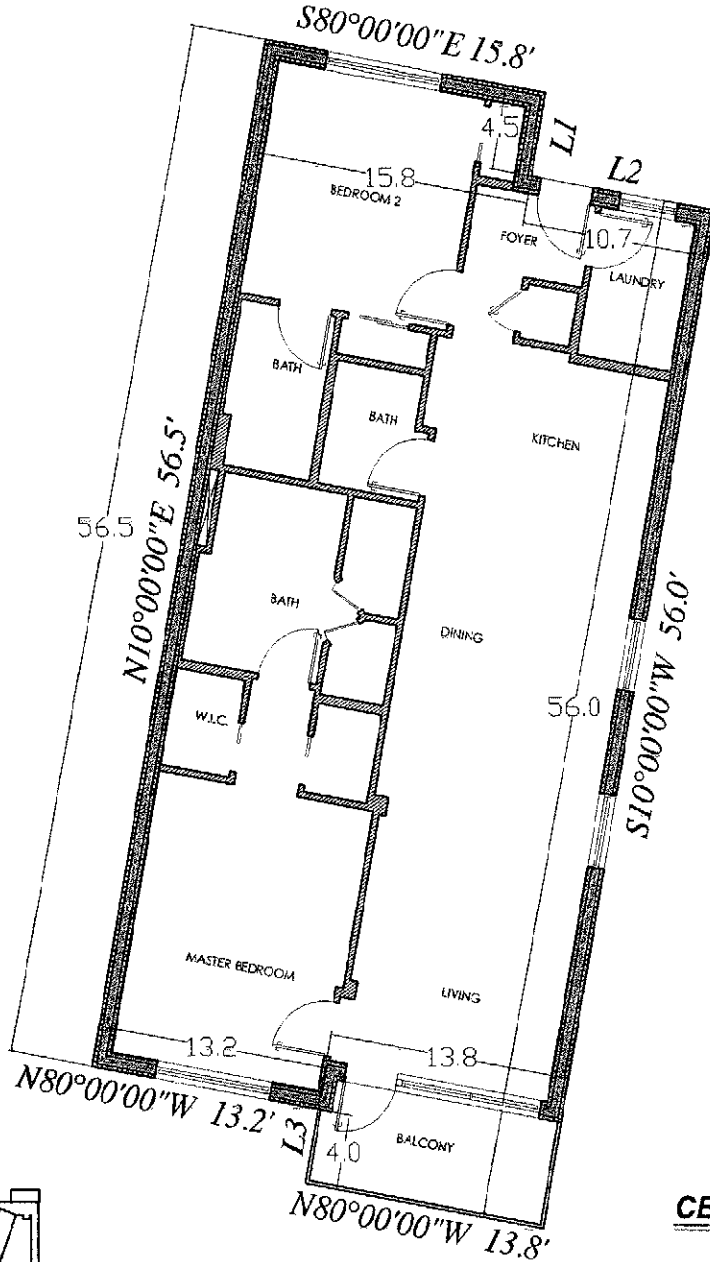 S80°00'00"E 15.8'
4.5
L1
L2
15.8
BEDROOM 2
FOYER
10.7
LAUNDRY
BATH
BATH
KITCHEN
N10°00'00"E 56.5'
56.5
BATH
DINING
W.I.C.
56.0
S10°00'00"W 56.0'
MASTER BEDROOM
LIVING
13.2
13.8
N80°00'00"W 13.2'
L3
4.0
BALCONY
N80°00'00"W 13.8'